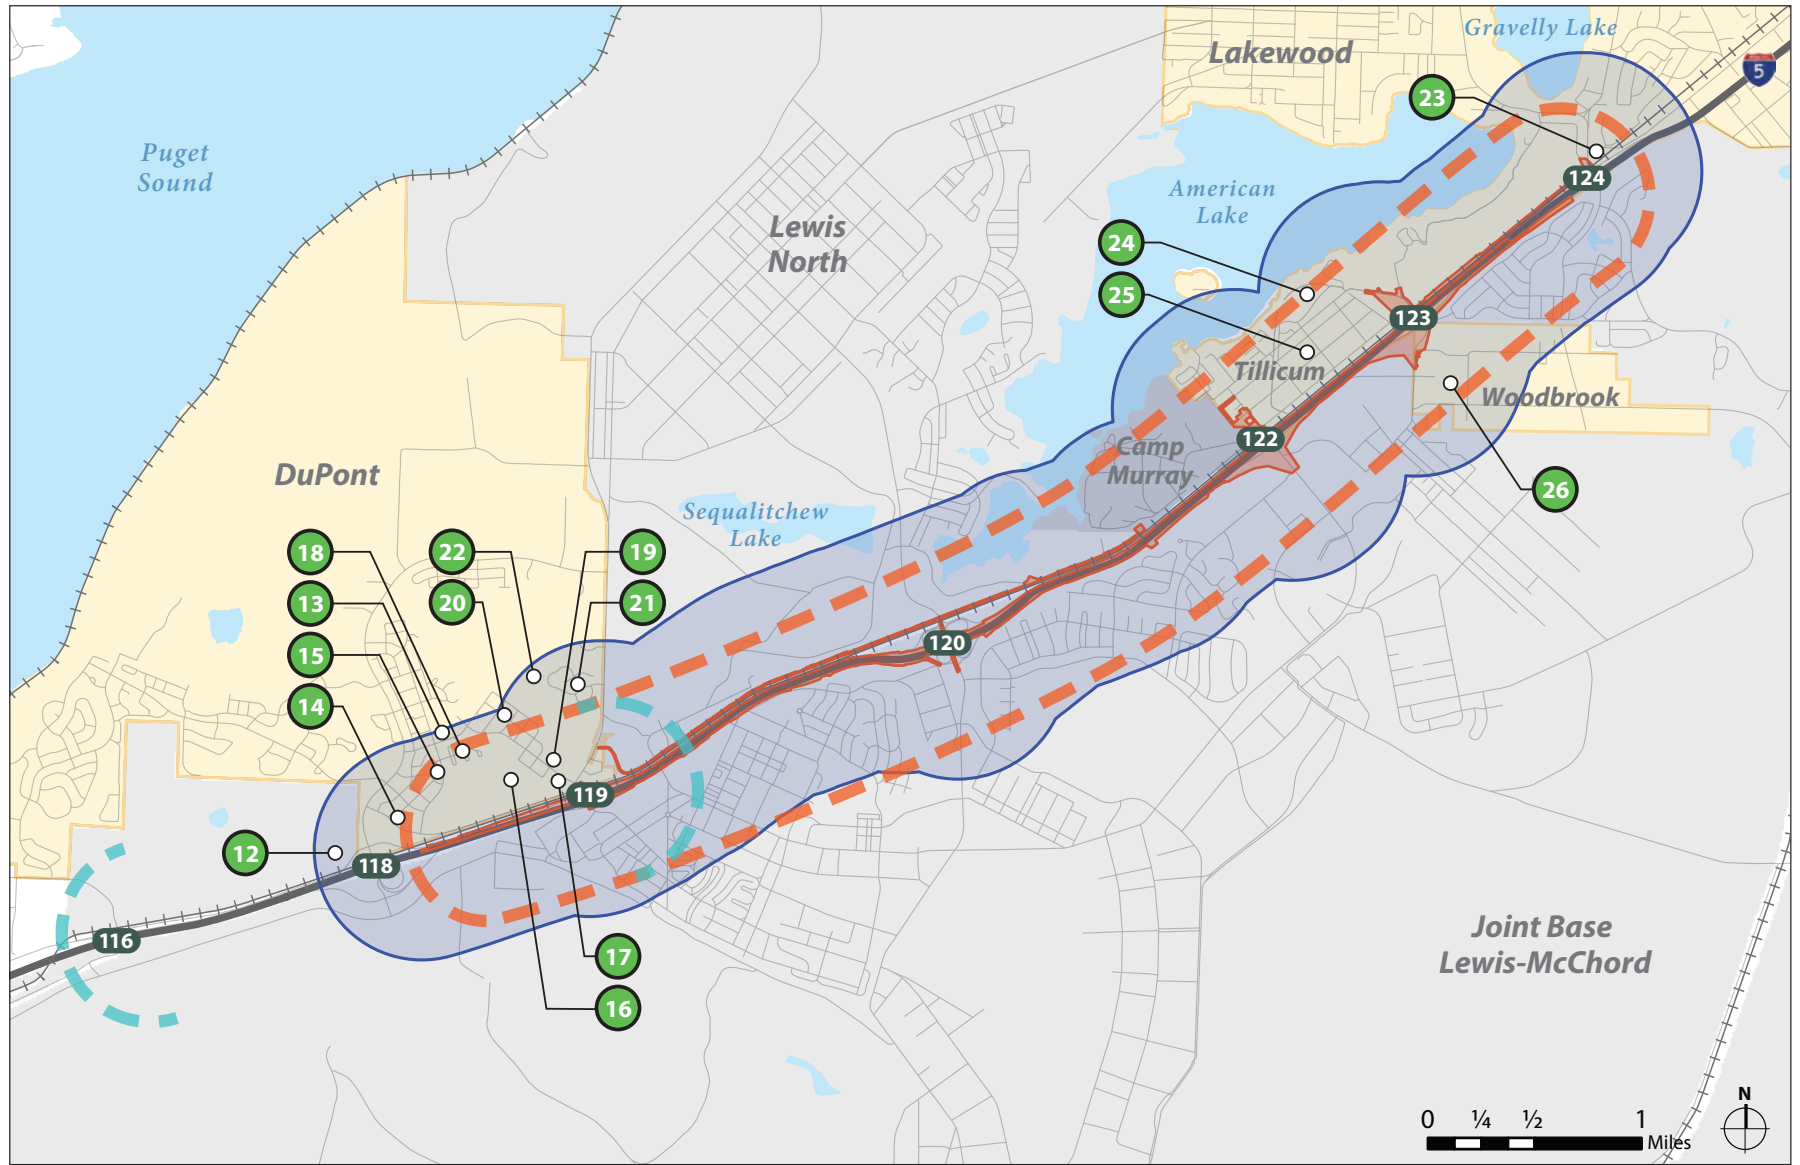 Gravelly Lake
Lakewood
5
23
Puget
Sound
124
American
Lake
Lewis
North
24
25
123
Tillicum
Woodbrook
122
Camp
Murray
DuPont
26
Sequalitchew
Lake
18
22
19
13
20
21
15
120
14
119
12
118
116
Joint Base
Lewis-McChord
17
16
N
0 ¼ ½ 1
Miles